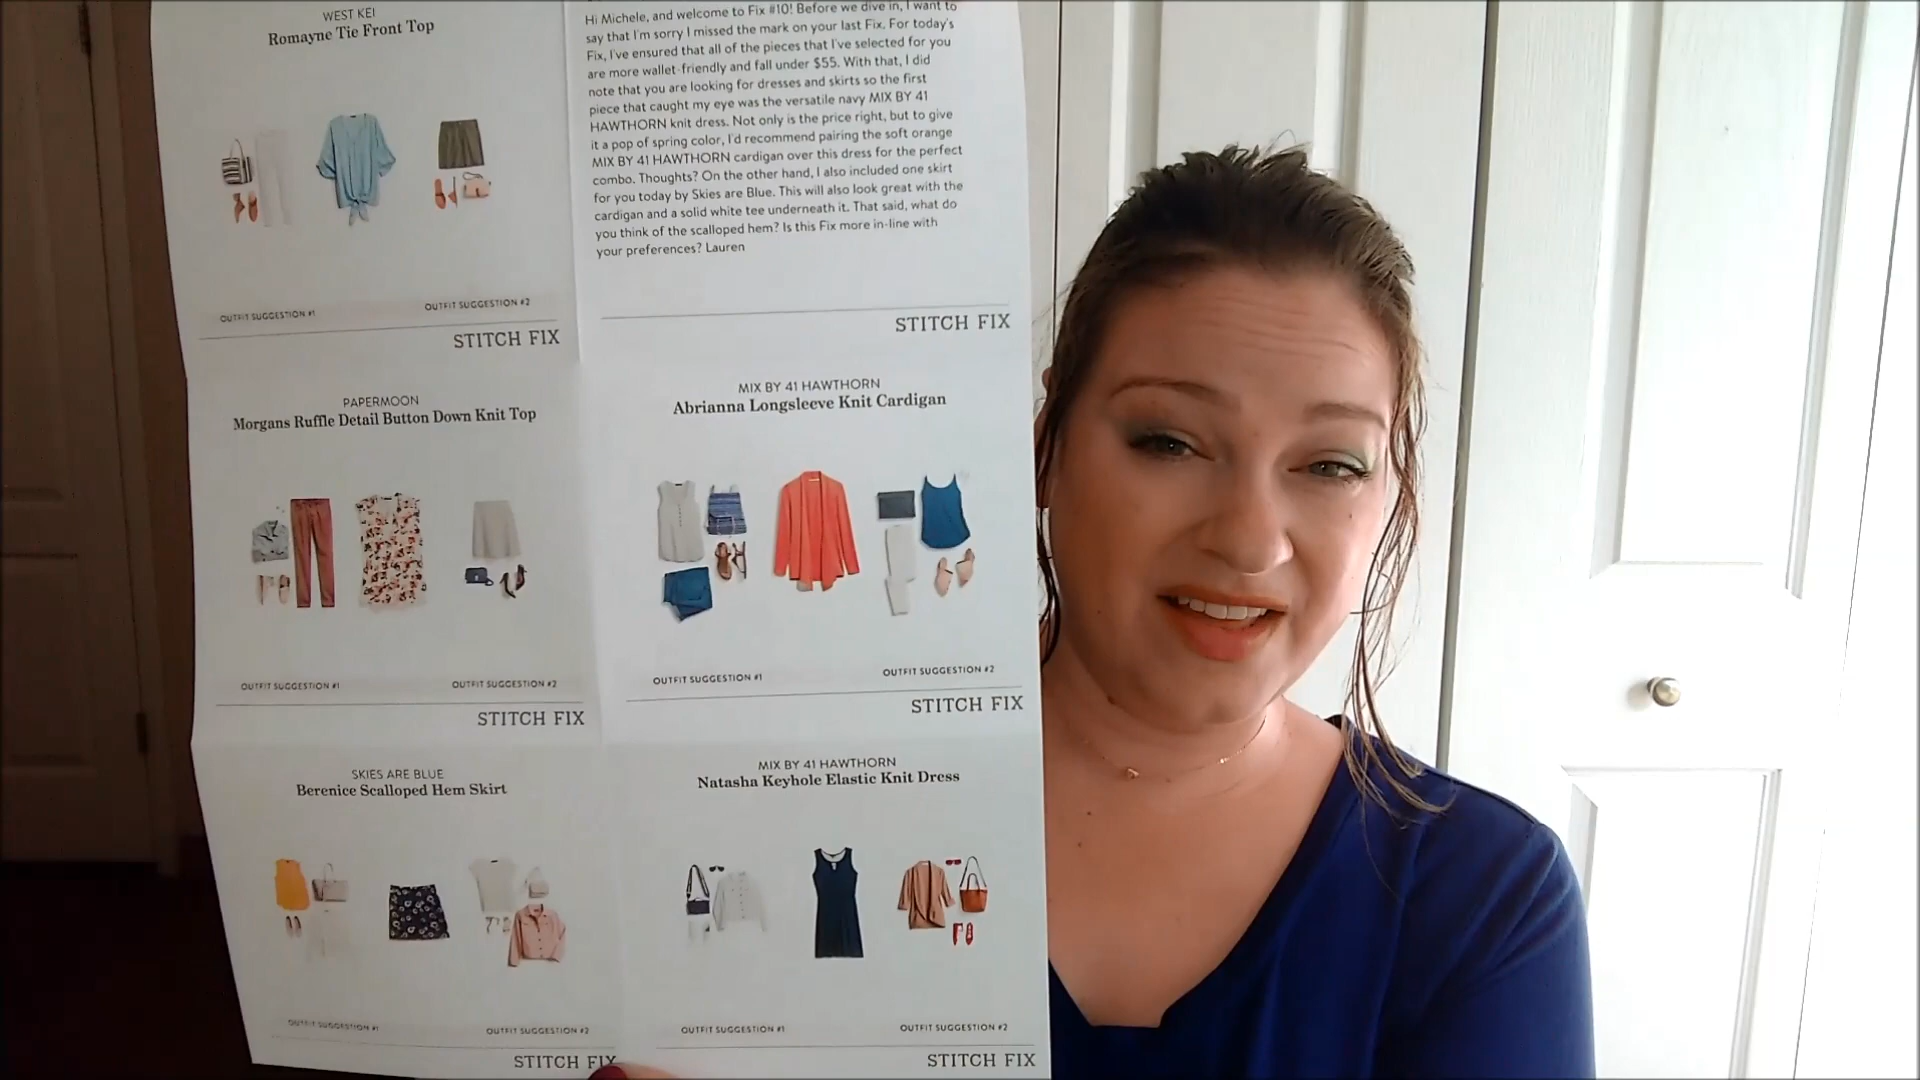 WEST KEI
Romayne Tie Front Top
OUTFIT SUGGESTION #1
OUTFIT SUGGESTION #2
STITCH FIX
Hi Michele, and welcome to Fix #10! Before we dive in, I want to
say that I'm sorry I missed the mark on your last Fix. For today's
Fix, I've ensured that all of the pieces that I've selected for you
are more wallet-friendly and fall under $55. With that, I did
note that you are looking for dresses and skirts so the first
piece that caught my eye was the versatile navy MIX BY 41
HAWTHORN knit dress. Not only is the price right, but to give
it a pop of spring color, I'd recommend pairing the soft orange
MIX BY 41 HAWTHORN cardigan over this dress for the perfect
combo. Thoughts? On the other hand, I also included one skirt
for you today by Skies are Blue. This will also look great with the
cardigan and a solid white tee underneath it. That said, what do
you think of the scalloped hem? Is this Fix more in-line with
your preferences? Lauren
STITCH FIX
PAPERMOON
Morgans Ruffle Detail Button Down Knit Top
OUTFIT SUGGESTION #1
OUTFIT SUGGESTION #2
STITCH FIX
MIX BY 41 HAWTHORN
Abrianna Longsleeve Knit Cardigan
OUTFIT SUGGESTION #1
OUTFIT SUGGESTION #2
STITCH FIX
SKIES ARE BLUE
Berenice Scalloped Hem Skirt
OUTFIT SUGGESTION #1
OUTFIT SUGGESTION #2
STITCH FIX
MIX BY 41 HAWTHORN
Natasha Keyhole Elastic Knit Dress
OUTFIT SUGGESTION #1
OUTFIT SUGGESTION #2
STITCH FIX